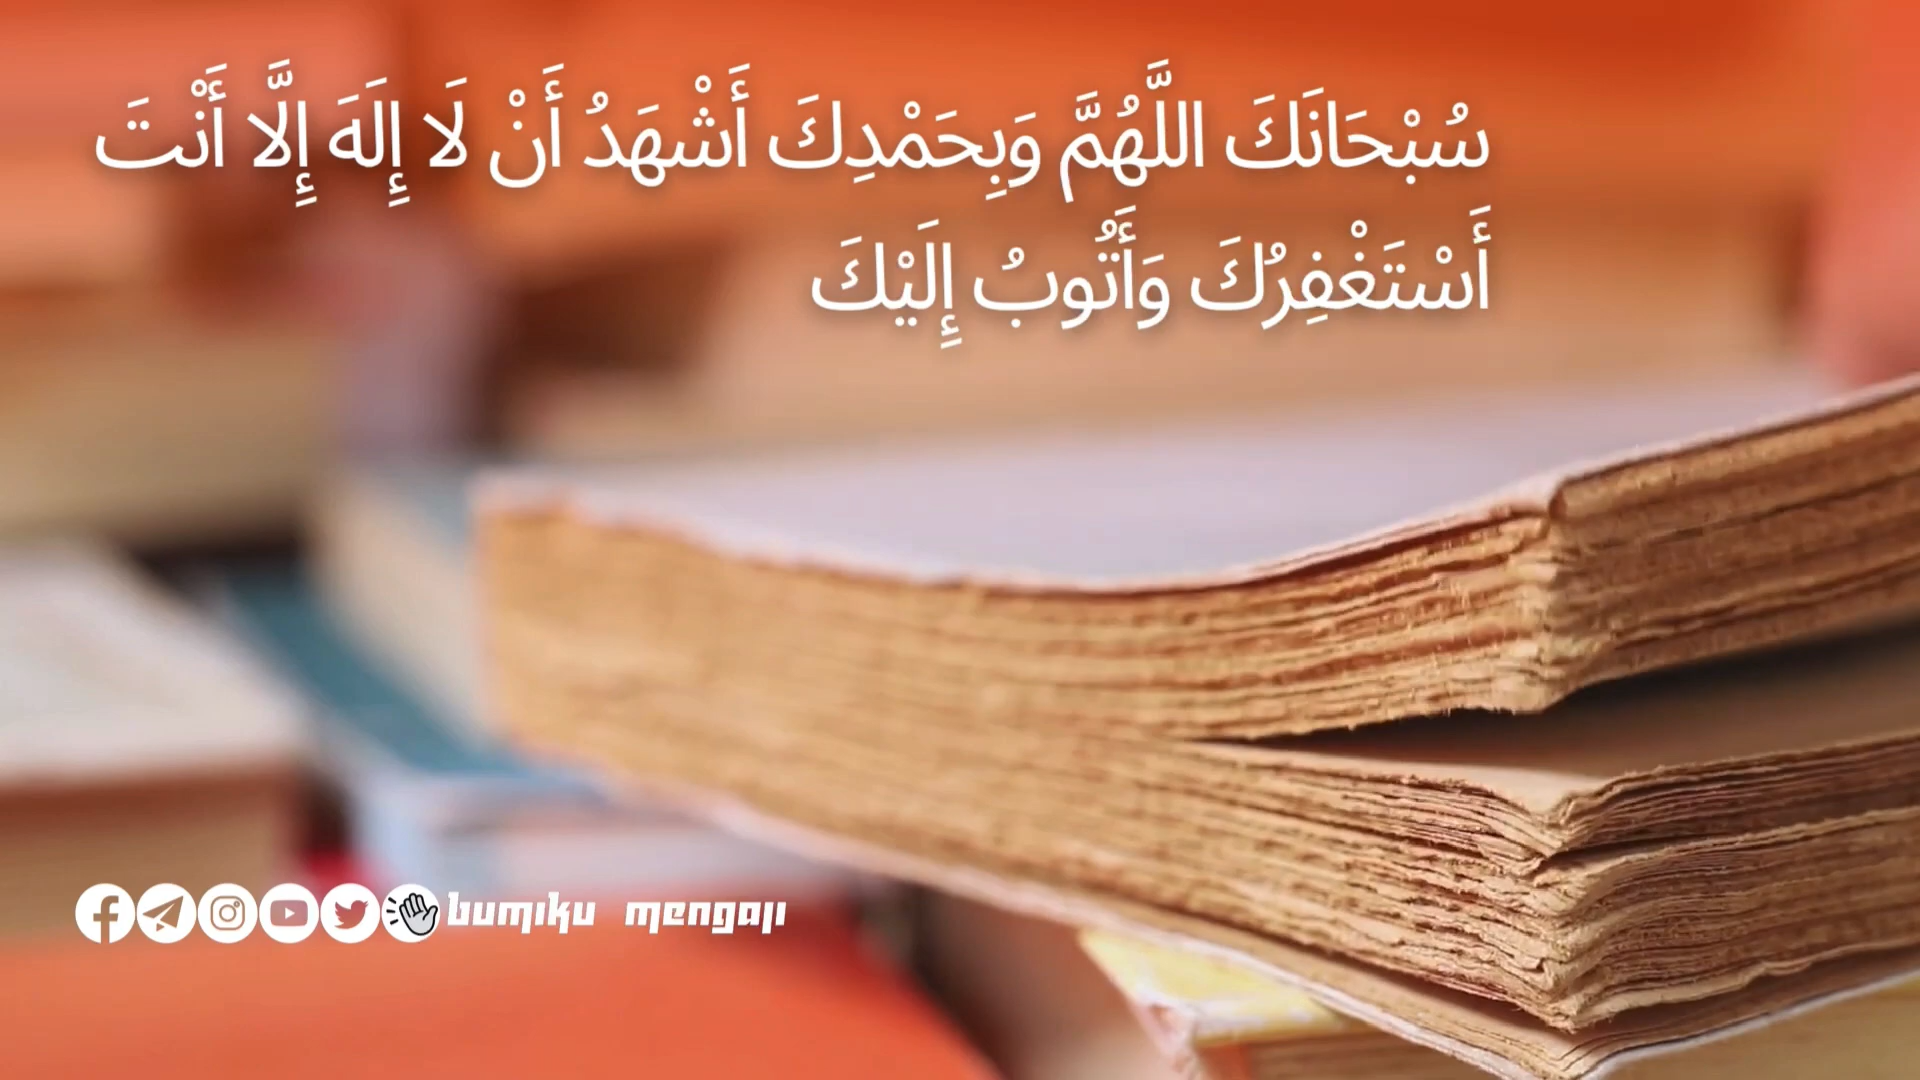 سُبْحَانَكَ اللَّهُمَّ وَبِحَمْدِكَ أَشْهَدُ أَنْ لَا إِلَهَ إِلَّا أَنْتَ
أَسْتَغْفِرُكَ وَأَتُوبُ إِلَيْكَ
bumiku mengaji